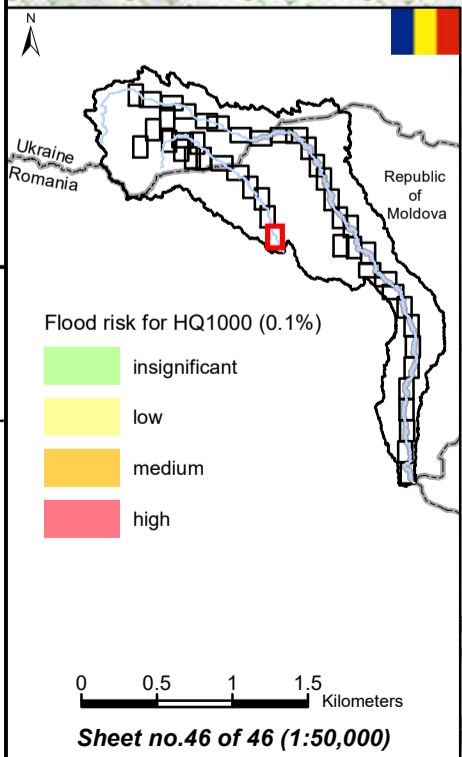 N
Ukraine
Romania
Republic
of
Moldova
Flood risk for HQ1000 (0.1%)
insignificant
low
medium
high
0 0.5 1 1.5
Kilometers
Sheet no.46 of 46 (1:50,000)